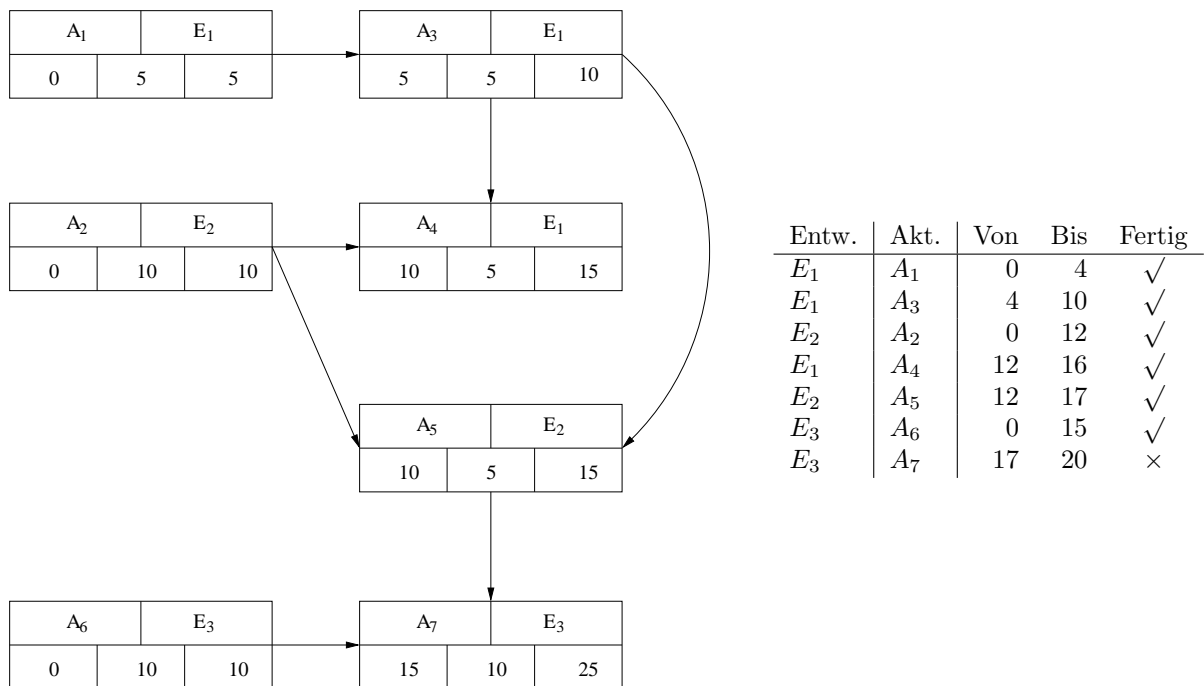 A1 E1
0 5 5
A3 E1
5 5 10
A2 E2
0 10 10
A4 E1
10 5 15
A5 E2
10 5 15
A6 E3
0 10 10
A7 E3
15 10 25
Entw. Akt. Von Bis Fertig
E1 A1 0 4 √
E1 A3 4 10 √
E2 A2 0 12 √
E1 A4 12 16 √
E2 A5 12 17 √
E3 A6 0 15 √
E3 A7 17 20 ×